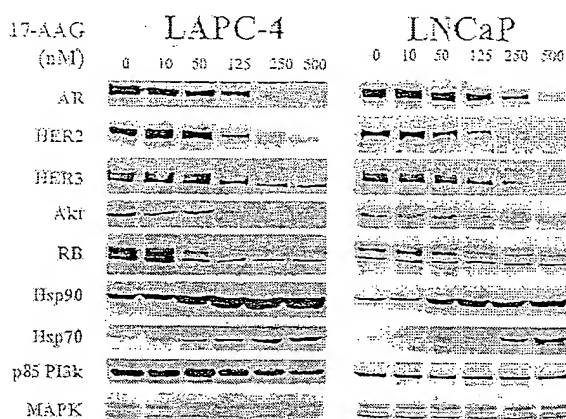 17-AAG (nM)
LAPC-4
LNCaP
0 10 50 125 250 500
0 10 50 125 250 500
AR
HER2
HER3
Akt
RB
Hsp90
Hsp70
p85 PI3k
MAPK